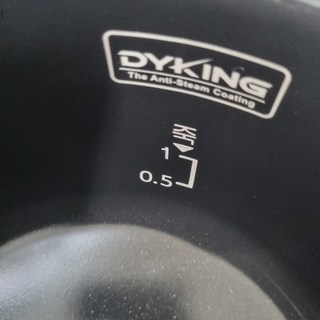 DYKING
The Anti-Steam Coating
1
0.5